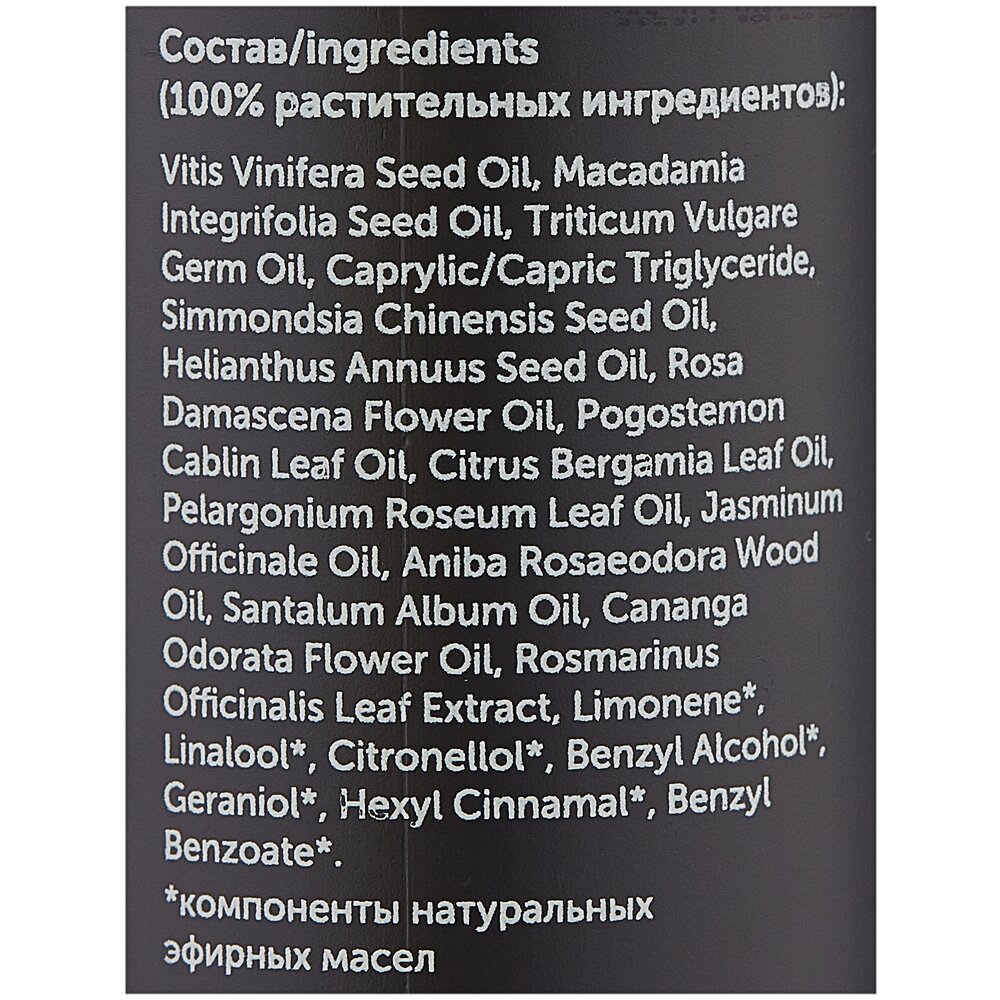 Состав/ingredients
(100% растительных ингредиентов):
Vitis Vinifera Seed Oil, Macadamia
Integrifolia Seed Oil, Triticum Vulgare
Germ Oil, Caprylic/Capric Triglyceride,
Simmondsia Chinensis Seed Oil,
Helianthus Annuus Seed Oil, Rosa
Damascena Flower Oil, Pogostemon
Cablin Leaf Oil, Citrus Bergamia Leaf Oil,
Pelargonium Roseum Leaf Oil, Jasminum
Officinale Oil, Aniba Rosaeodora Wood
Oil, Santalum Album Oil, Cananga
Odorata Flower Oil, Rosmarinus
Officinalis Leaf Extract, Limonene*,
Linalool*, Citronellol*, Benzyl Alcohol*,
Geraniol*, Hexyl Cinnamal*, Benzyl
Benzoate*.
*компоненты натуральных
эфирных масел